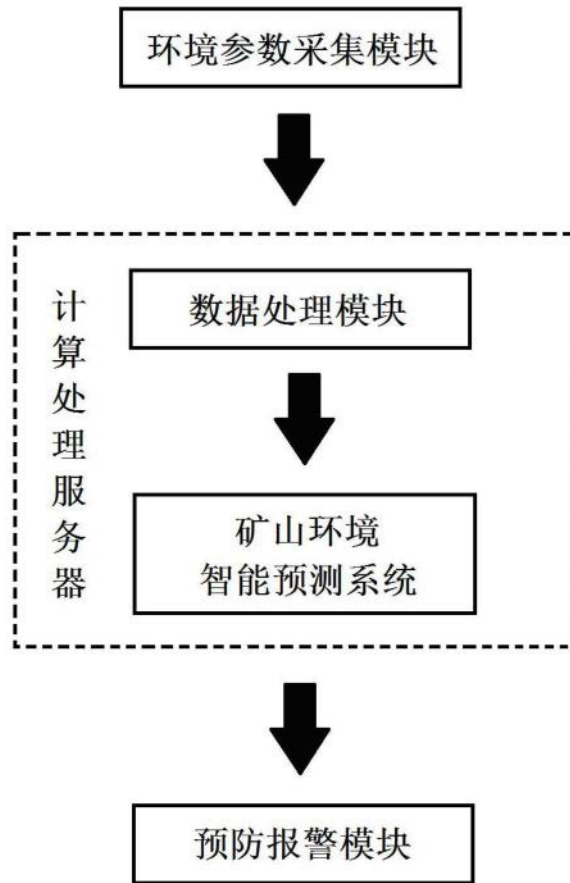 环境参数采集模块
计算处理服务器
数据处理模块
矿山环境
智能预测系统
预防报警模块